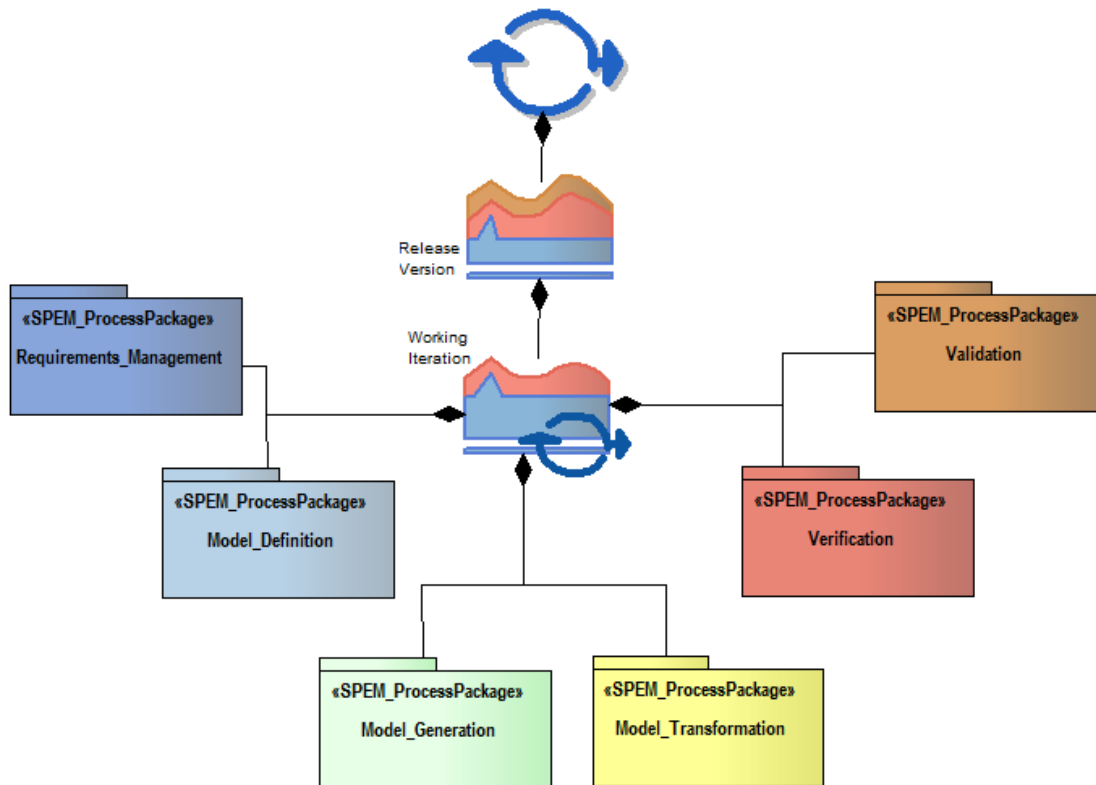 Release
Version
Working
Iteration
«SPEM_ProcessPackage»
Requirements_Management
«SPEM_ProcessPackage»
Validation
«SPEM_ProcessPackage»
Model_Definition
«SPEM_ProcessPackage»
Verification
«SPEM_ProcessPackage»
Model_Generation
«SPEM_ProcessPackage»
Model_Transformation